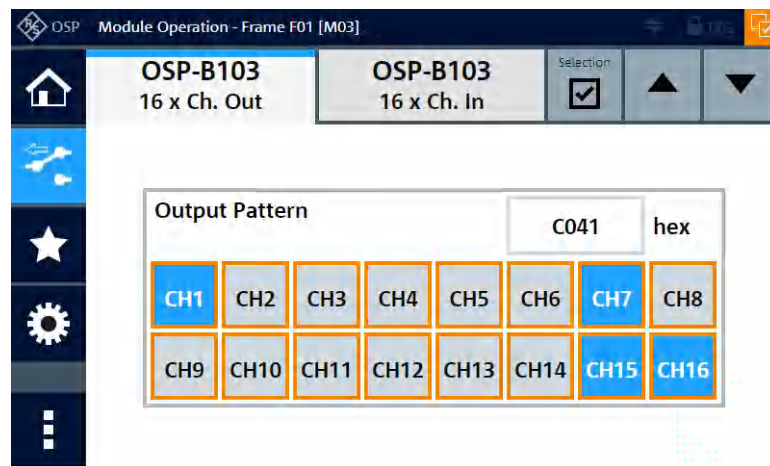 R&S OSP Module Operation - Frame F01 [M03]
OSP-B103 OSP-B103 Selection
16 x Ch. Out 16 x Ch. In
Output Pattern C041 hex
CH1 CH2 CH3 CH4 CH5 CH6 CH7 CH8
CH9 CH10 CH11 CH12 CH13 CH14 CH15 CH16